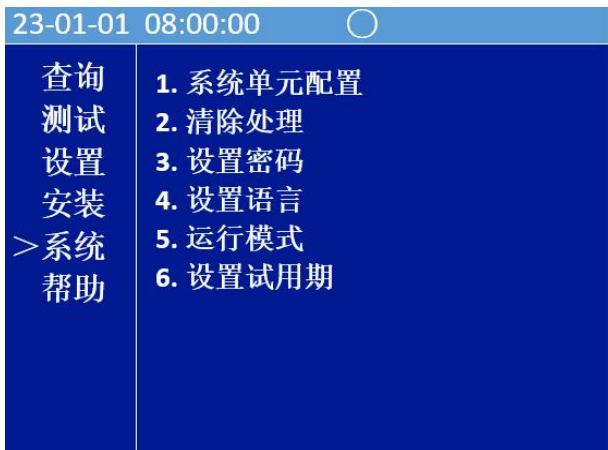 23-01-01 08:00:00
查询
测试
设置
安装
>系统
帮助
1. 系统单元配置
2. 清除处理
3. 设置密码
4. 设置语言
5. 运行模式
6. 设置试用期